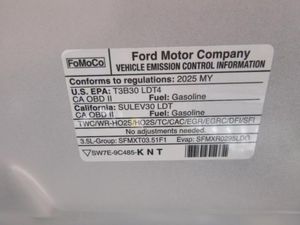 FoMoCo
Ford Motor Company
VEHICLE EMISSION CONTROL INFORMATION
Conforms to regulations: 2025 MY
U.S. EPA: T3B30 LDT4
CA OBD II Fuel: Gasoline
California SULEV30 LDT
CA OBD II Fuel: Gasoline
TWC/WR-HO2S/HO2S/TC/CAC/EGR/EGRC/DFI/SFI
No adjustments needed.
3.5L-Group: SFMXT03.51F1 Evap: SFMXR0295LDG
SW7E-9C485-KNT